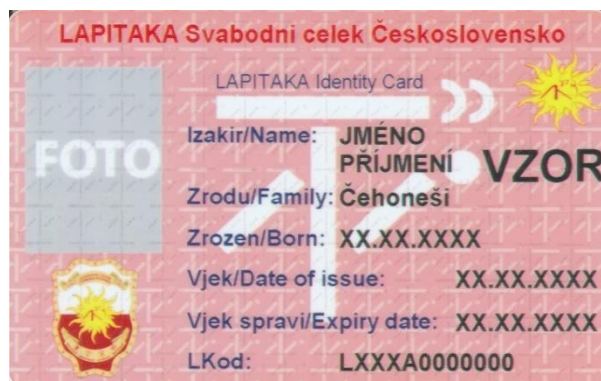 LAPITAKA Svabodni celek Československo
LAPITAKA Identity Card
FOTO
Izakir/Name: JMÉNO
PŘÍJMENÍ
VZOR
Zrodu/Family: Čehoneši
Zrozen/Born: XX.XX.XXXX
Vjek/Date of issue: XX.XX.XXXX
Vjek spravi/Expiry date: XX.XX.XXXX
LKod: LXXXA0000000